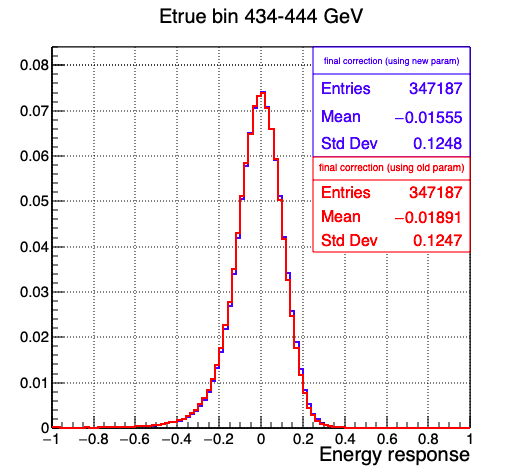 Etrue bin 434-444 GeV
final correction (using new param)
Entries 347187
Mean −0.01555
Std Dev 0.1248
final correction (using old param)
Entries 347187
Mean −0.01891
Std Dev 0.1247
0.08
0.07
0.06
0.05
0.04
0.03
0.02
0.01
0
−1 −0.8 −0.6 −0.4 −0.2 0 0.2 0.4 0.6 0.8 1
Energy response